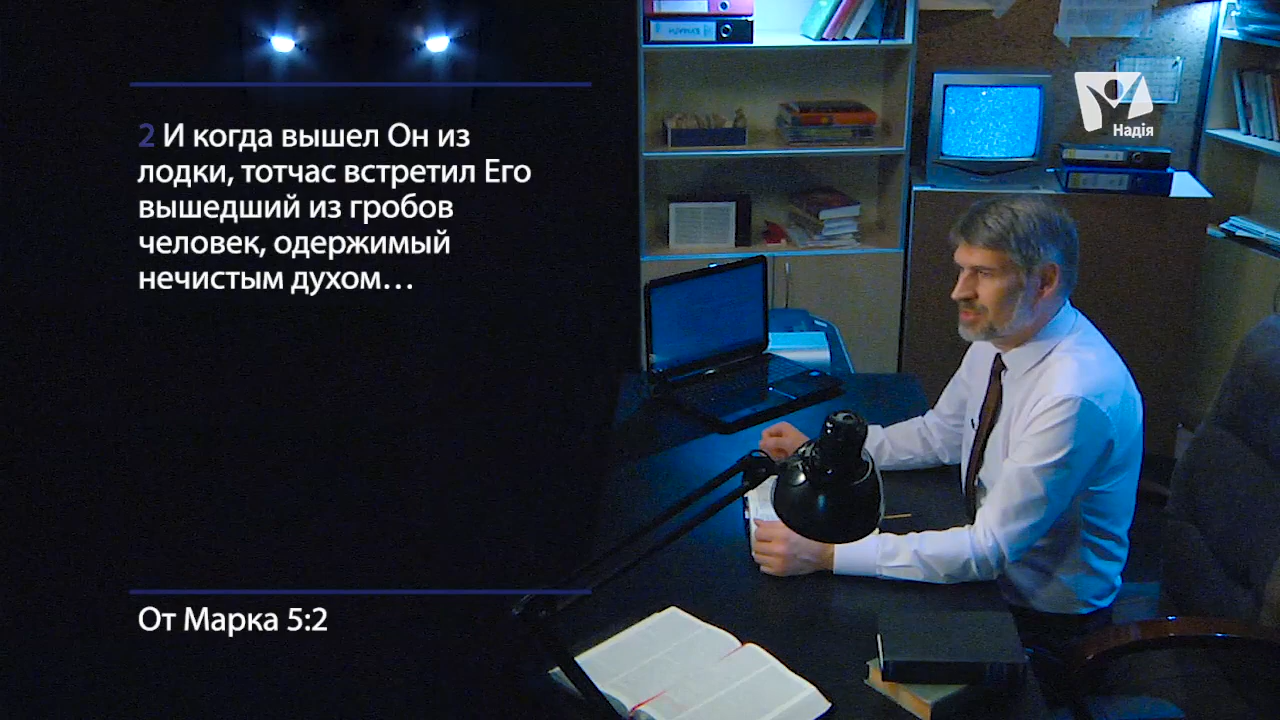 2 И когда вышел Он из
лодки, тотчас встретил Его
вышедший из гробов
человек, одержимый
нечистым духом…
От Марка 5:2
Надія